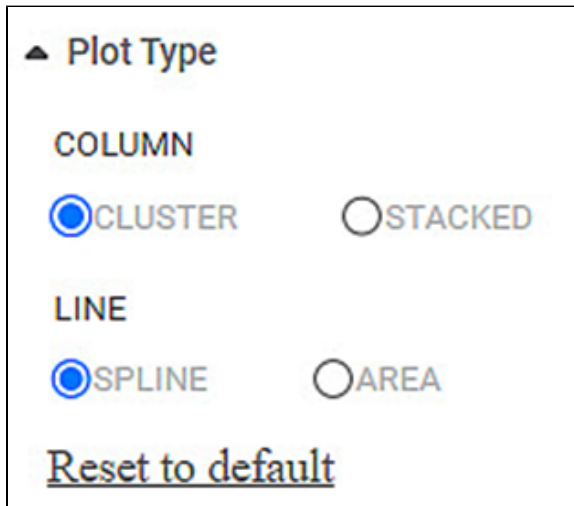 Plot Type
COLUMN
CLUSTER STACKED
LINE
SPLINE AREA
Reset to default